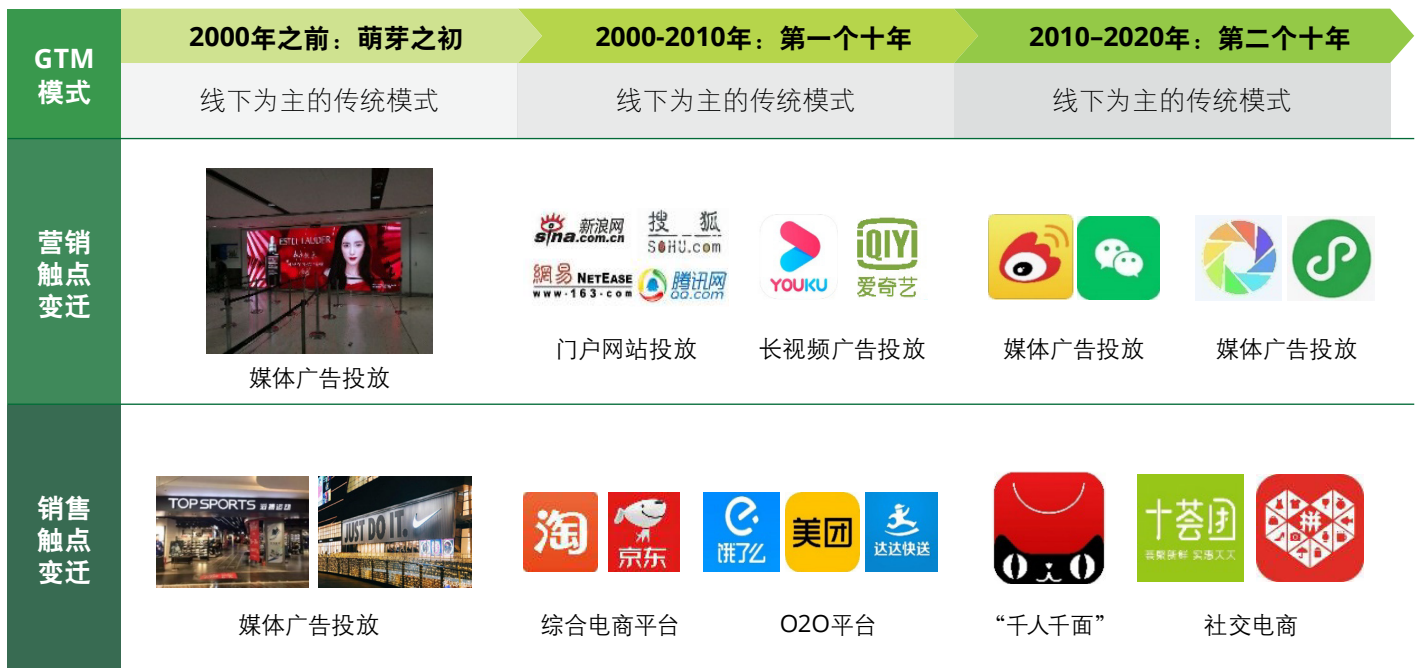 GTM
模式
2000年之前：萌芽之初
2000-2010年：第一个十年
2010–2020年：第二个十年
线下为主的传统模式
线下为主的传统模式
线下为主的传统模式
营销
触点
变迁
ESTEE LAUDER
媒体广告投放
sina 新浪网
.com.cn
搜 狐
SOHU.com
網易 NETEASE
www.163.com
腾讯网
QQ.com
门户网站投放
YOUKU
iQIYI
爱奇艺
长视频广告投放
媒体广告投放
媒体广告投放
销售
触点
变迁
TOP SPORTS 滔搏运动
JUST DO IT.
媒体广告投放
淘
京东
综合电商平台
饿了么
美团
达达快送
O2O平台
“千人千面”
十荟团
拼
社交电商